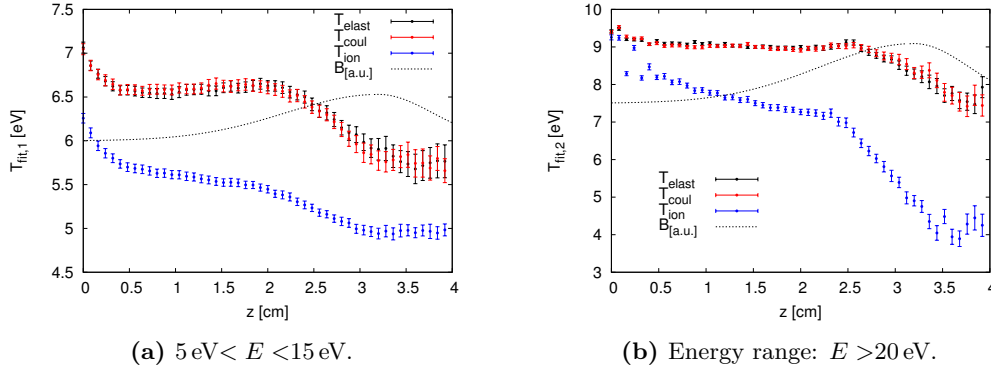 7.5
7
6.5
6
5.5
5
4.5
T_fit,1 [eV]
0 0.5 1 1.5 2 2.5 3 3.5 4
z [cm]
T_elast
T_coul
T_ion
B_[a.u.]
(a) 5 eV< E <15 eV.
10
9
8
7
6
5
4
3
T_fit,2 [eV]
0 0.5 1 1.5 2 2.5 3 3.5 4
z [cm]
T_elast
T_coul
T_ion
B_[a.u.]
(b) Energy range: E >20 eV.